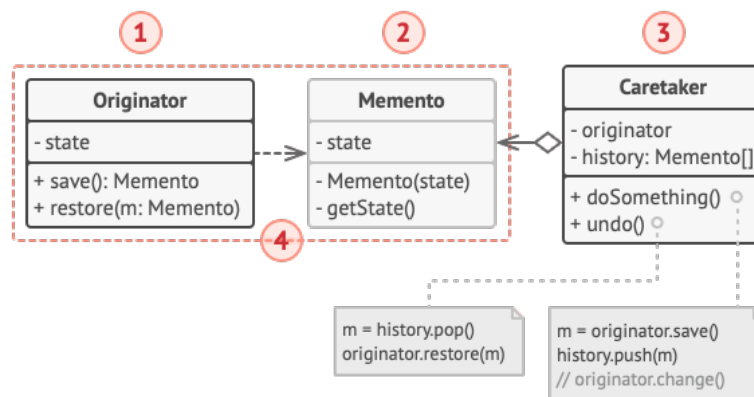 1
2
3
Originator
- state
+ save(): Memento
+ restore(m: Memento)
Memento
- state
- Memento(state)
- getState()
Caretaker
- originator
- history: Memento[]
+ doSomething()
+ undo()
4
m = history.pop()
originator.restore(m)
m = originator.save()
history.push(m)
// originator.change()